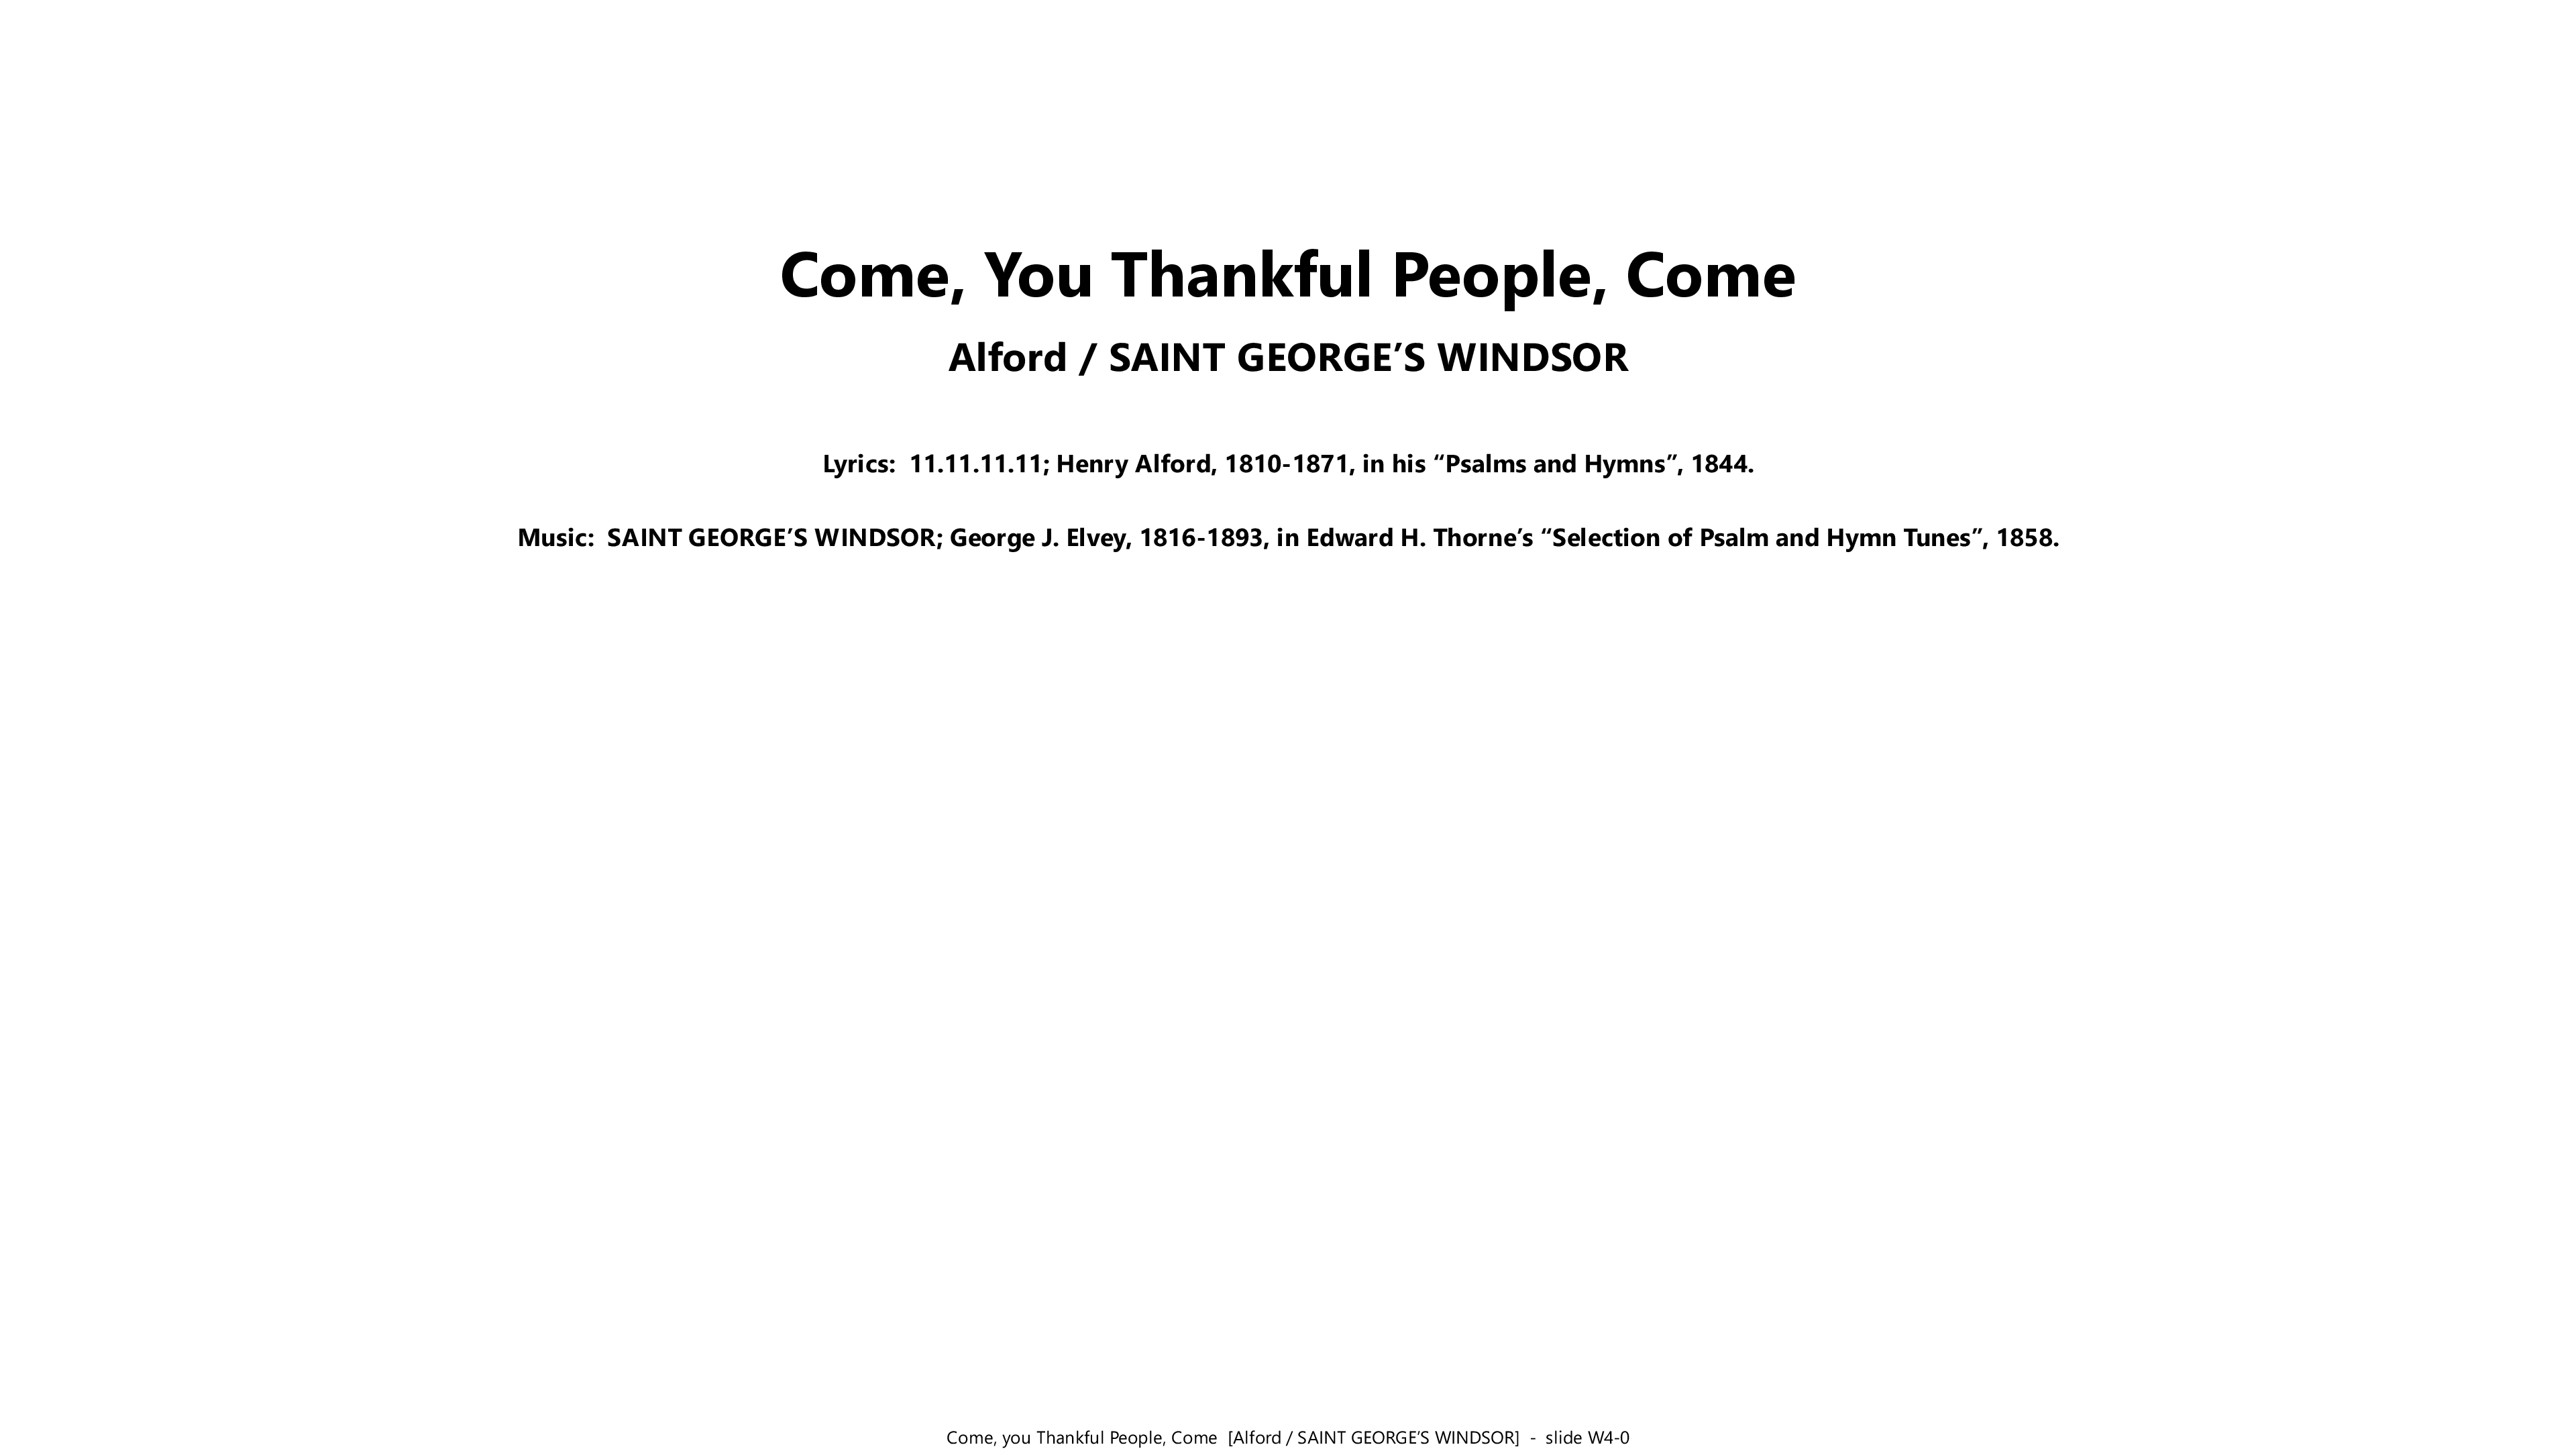 Come, You Thankful People, Come
Alford / SAINT GEORGE’S WINDSOR
Lyrics:  11.11.11.11; Henry Alford, 1810-1871, in his “Psalms and Hymns”, 1844.
Music:  SAINT GEORGE’S WINDSOR; George J. Elvey, 1816-1893, in Edward H. Thorne’s “Selection of Psalm and Hymn Tunes”, 1858.
Come, you Thankful People, Come  [Alford / SAINT GEORGE’S WINDSOR]  -  slide W4-0